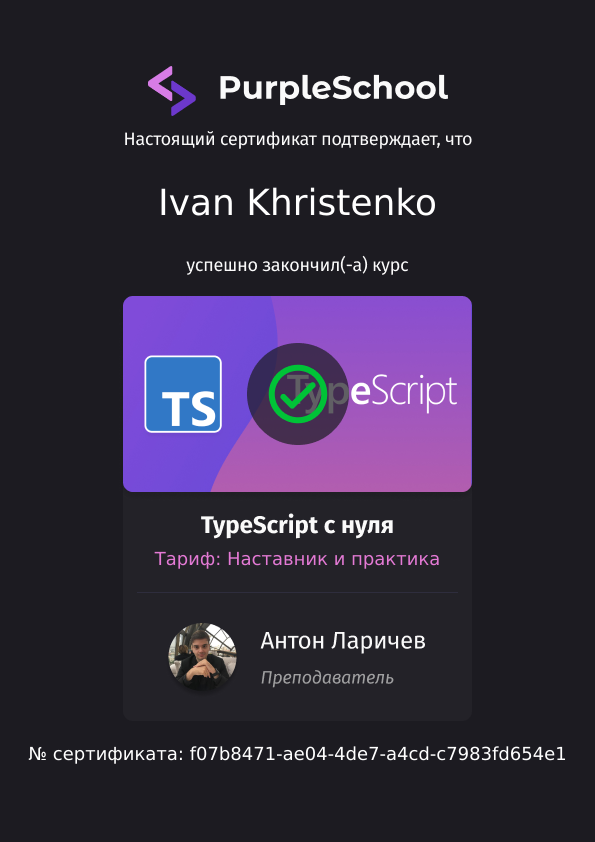 PurpleSchool
Настоящий сертификат подтверждает, что
Ivan Khristenko
успешно закончил(-а) курс
TS
TypeScript
TypeScript с нуля
Тариф: Наставник и практика
Антон Ларичев
Преподаватель
№ сертификата: f07b8471-ae04-4de7-a4cd-c7983fd654e1